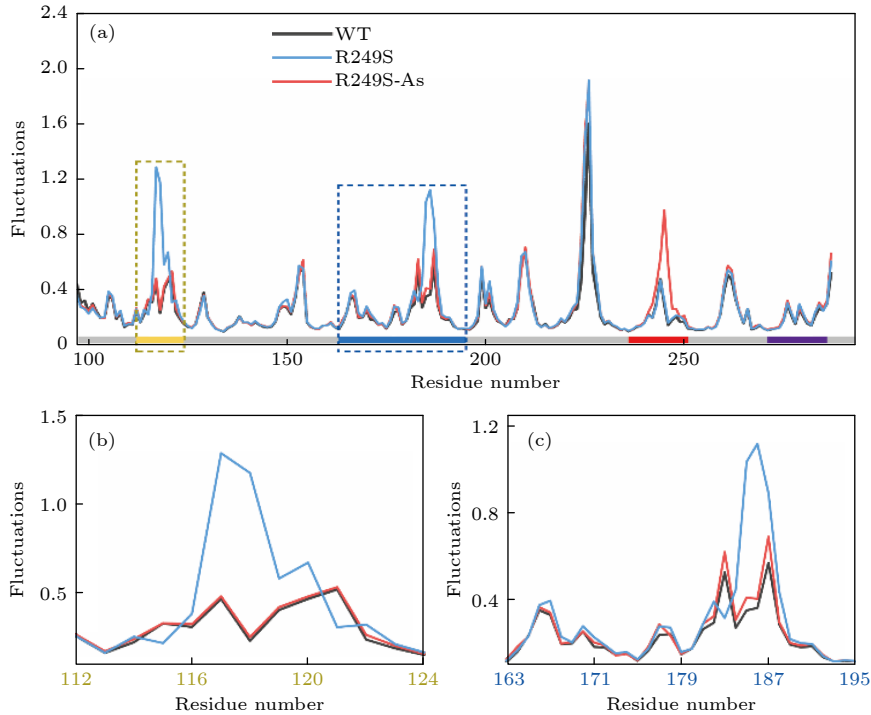 (a)
WT
R249S
R249S-As
2.4
2.0
1.6
1.2
0.8
0.4
0
Fluctuations
100
150
200
250
Residue number
(b)
1.5
1.0
0.5
Fluctuations
112
116
120
124
Residue number
(c)
1.2
0.8
0.4
Fluctuations
163
171
179
187
195
Residue number